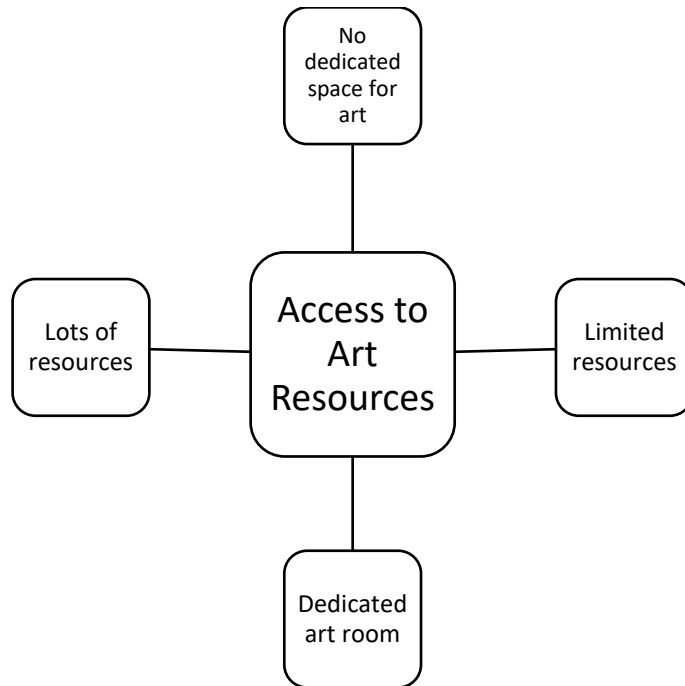 No
dedicated
space for
art
Lots of
resources
Access to
Art
Resources
Limited
resources
Dedicated
art room